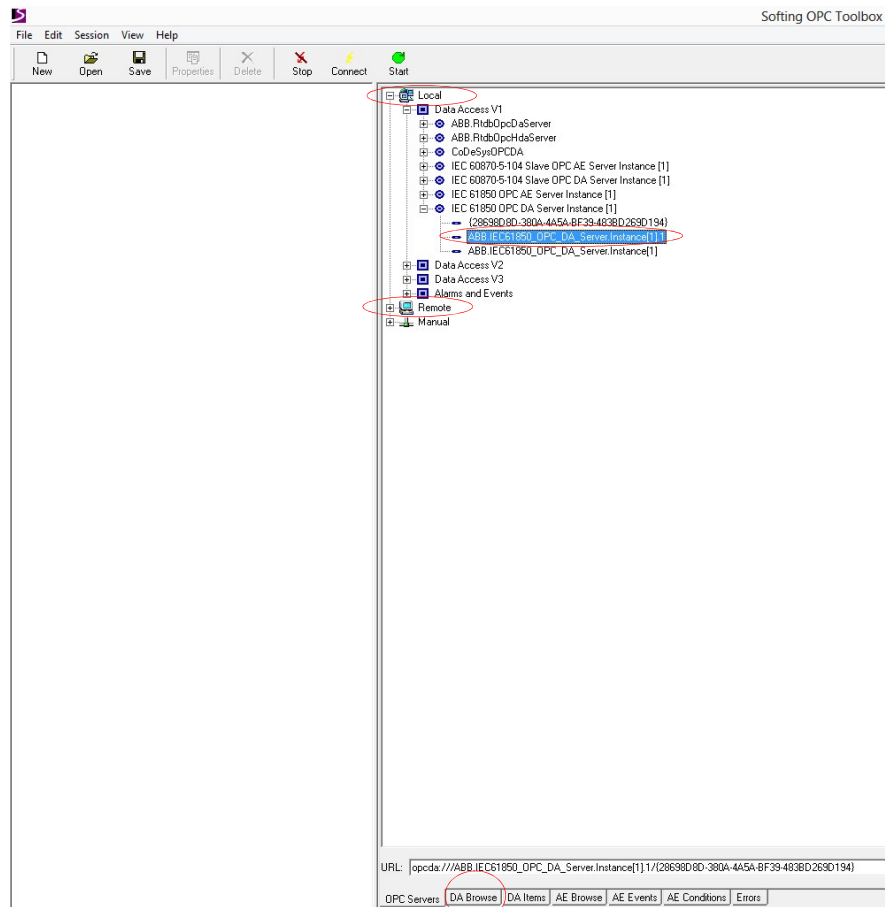 Softing OPC Toolbox
File Edit Session View Help
New Open Save Properties Delete Stop Connect Start
Local
Data Access V1
ABB.RtdbOpcDaServer
ABB.RtdbOpcHdaServer
CoDeSysOPCDA
IEC 60870-5-104 Slave OPC AE Server Instance [1]
IEC 60870-5-104 Slave OPC DA Server Instance [1]
IEC 61850 OPC AE Server Instance [1]
IEC 61850 OPC DA Server Instance [1]
{28698D8D-380A-4A5A-BF39-483BD269D194}
ABB.IEC61850_OPC_DA_Server.Instance[1].1
ABB.IEC61850_OPC_DA_Server.Instance[1]
Data Access V2
Data Access V3
Alarms and Events
Remote
Manual
URL: opcda:///ABB.IEC61850_OPC_DA_Server.Instance[1].1/{28698D8D-380A-4A5A-BF39-483BD269D194}
OPC Servers DA Browse DA Items AE Browse AE Events AE Conditions Errors